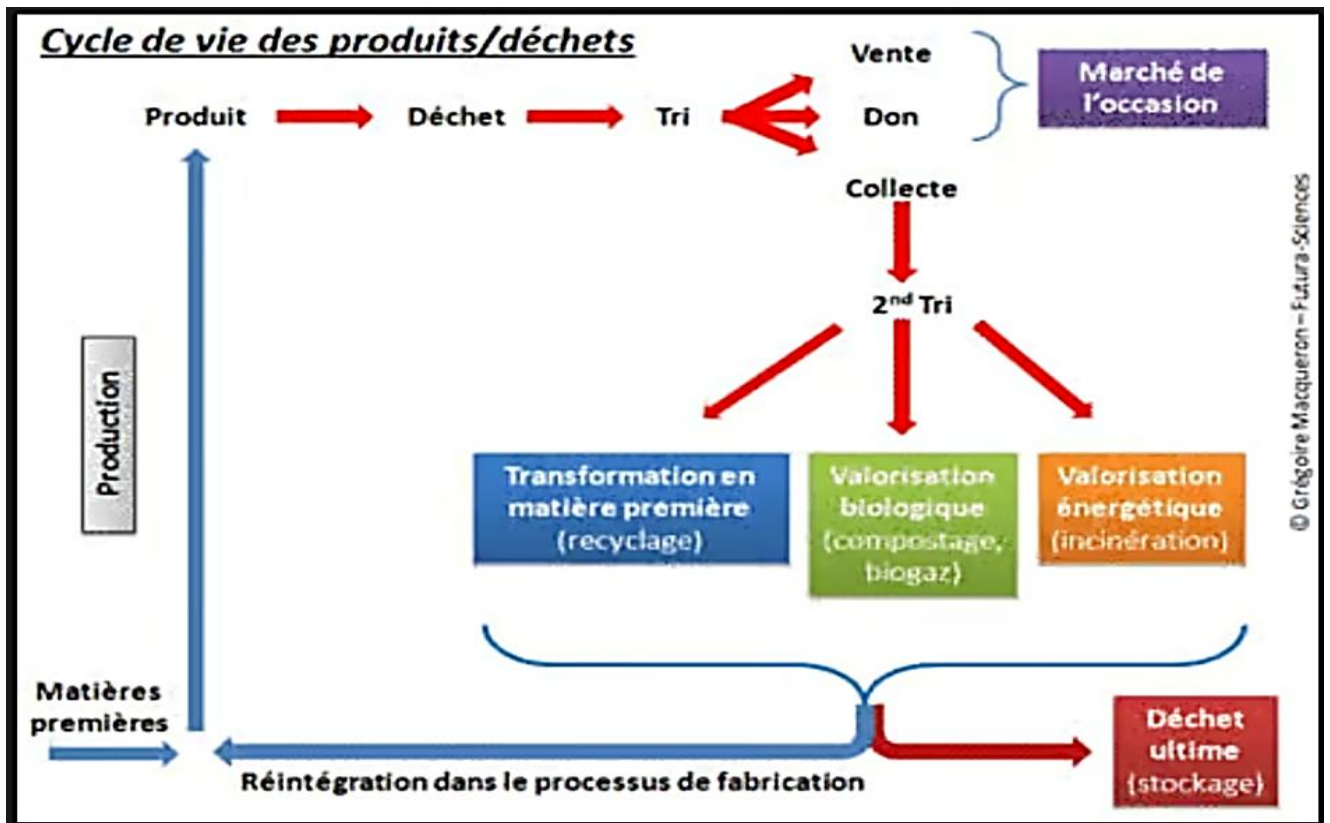 Cycle de vie des produits/déchets
Vente
Marché de
l'occasion
Produit
Déchet
Tri
Don
Collecte
2nd Tri
Production
Transformation en
matière première
(recyclage)
Valorisation
biologique
(compostage,
biogaz)
Valorisation
énergétique
(incinération)
Matières
premières
Réintégration dans le processus de fabrication
Déchet
ultime
(stockage)
© Grégoire Macqueron – Futura-Sciences